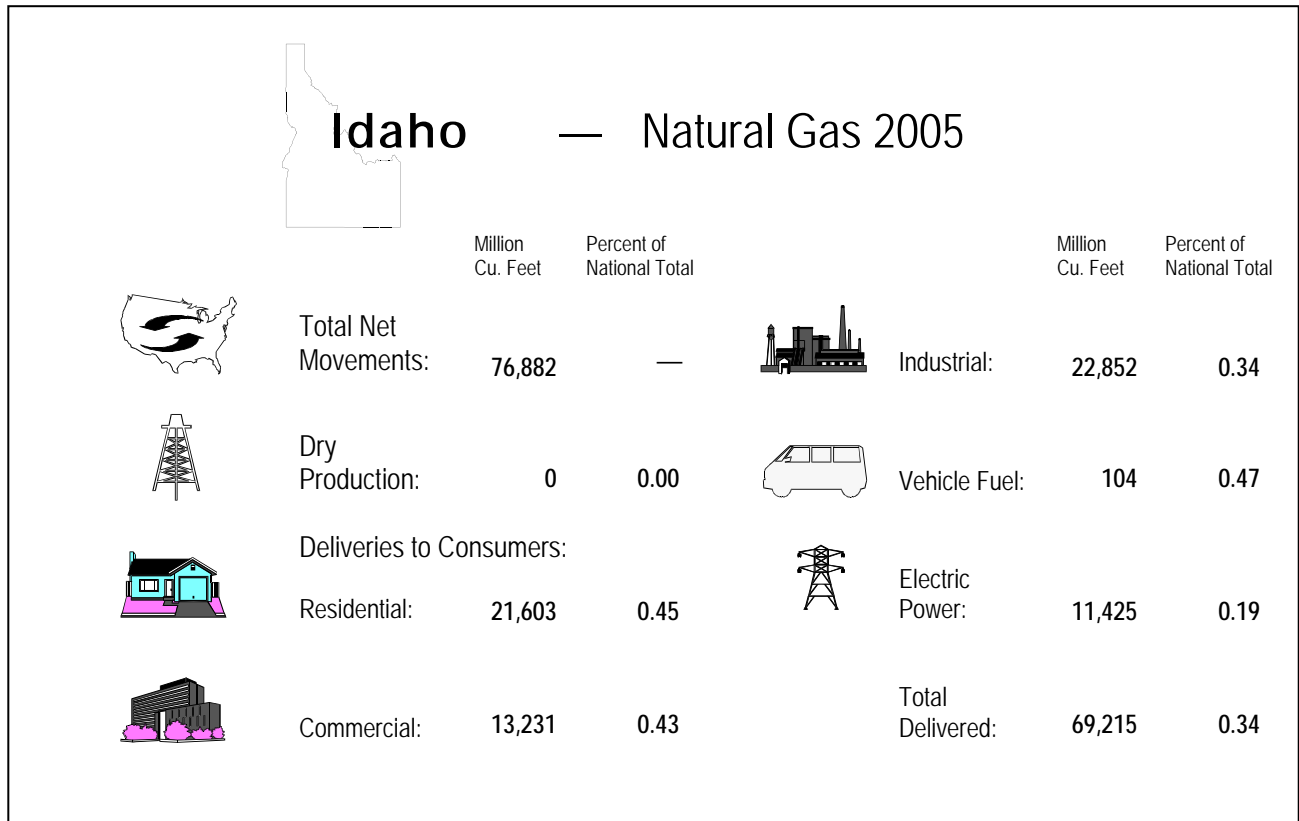 Idaho — Natural Gas 2005
Million Percent of
Cu. Feet National Total
Total Net
Movements: 76,882 —
Dry
Production: 0 0.00
Deliveries to Consumers:
Residential: 21,603 0.45
Commercial: 13,231 0.43
Million Percent of
Cu. Feet National Total
Industrial: 22,852 0.34
Vehicle Fuel: 104 0.47
Electric
Power: 11,425 0.19
Total
Delivered: 69,215 0.34